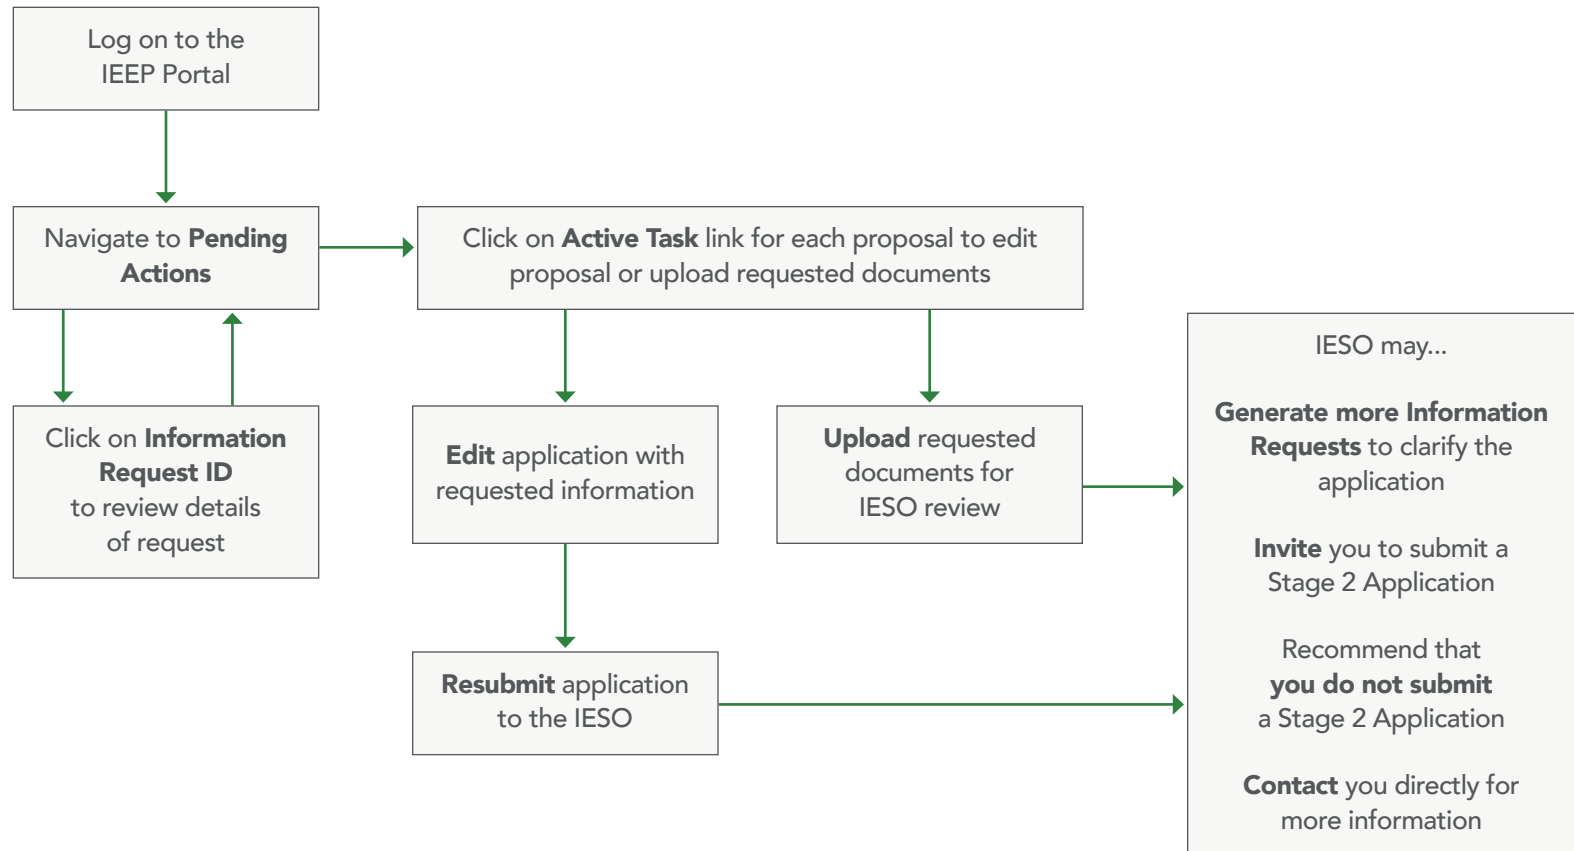 Log on to the
IEEP Portal
Navigate to Pending
Actions
Click on Active Task link for each proposal to edit
proposal or upload requested documents
Click on Information
Request ID
to review details
of request
Edit application with
requested information
Upload requested
documents for
IESO review
Resubmit application
to the IESO
IESO may...
Generate more Information
Requests to clarify the
application
Invite you to submit a
Stage 2 Application
Recommend that
you do not submit
a Stage 2 Application
Contact you directly for
more information